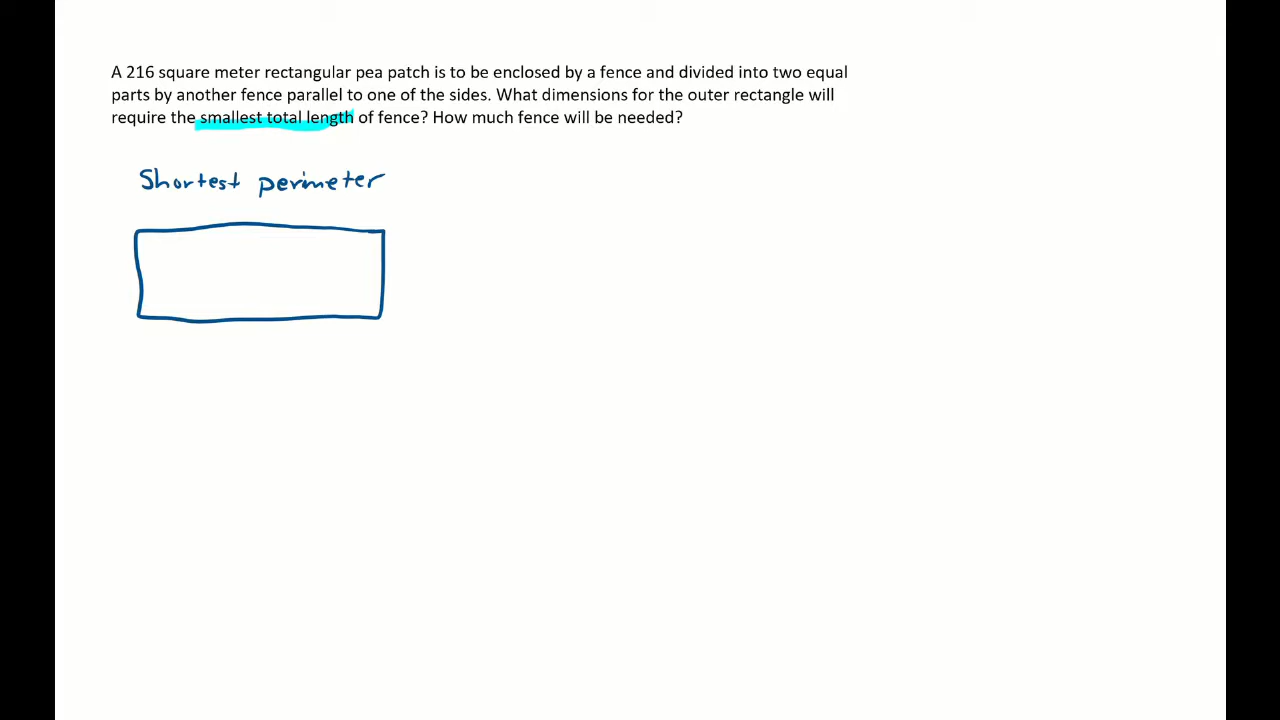 A 216 square meter rectangular pea patch is to be enclosed by a fence and divided into two equal
parts by another fence parallel to one of the sides. What dimensions for the outer rectangle will
require the smallest total length of fence? How much fence will be needed?
Shortest perimeter